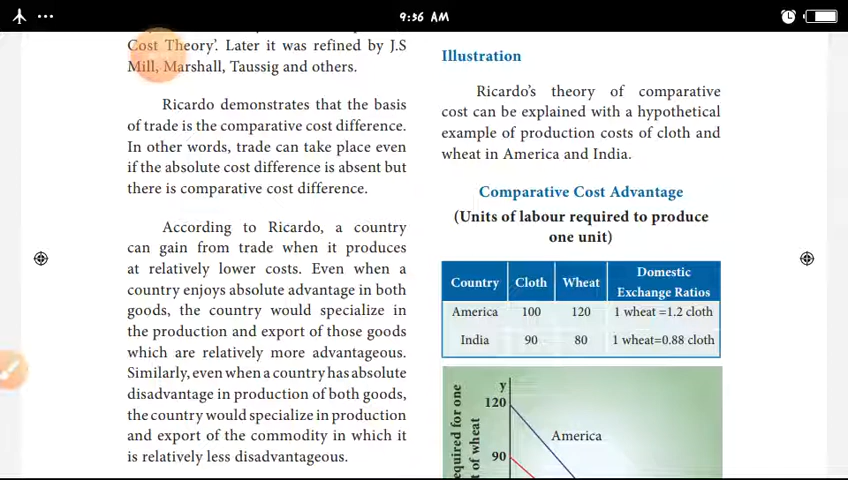 9:36 AM
Cost Theory'. Later it was refined by J.S
Mill, Marshall, Taussig and others.
Ricardo demonstrates that the basis
of trade is the comparative cost difference.
In other words, trade can take place even
if the absolute cost difference is absent but
there is comparative cost difference.
According to Ricardo, a country
can gain from trade when it produces
at relatively lower costs. Even when a
country enjoys absolute advantage in both
goods, the country would specialize in
the production and export of those goods
which are relatively more advantageous.
Similarly, even when a country has absolute
disadvantage in production of both goods,
the country would specialize in production
and export of the commodity in which it
is relatively less disadvantageous.
Illustration
Ricardo's theory of comparative
cost can be explained with a hypothetical
example of production costs of cloth and
wheat in America and India.
Comparative Cost Advantage
(Units of labour required to produce
one unit)
Country Cloth Wheat Domestic Exchange Ratios
America 100 120 1 wheat =1.2 cloth
India 90 80 1 wheat=0.88 cloth
y
120
America
90
equired for one
t of wheat